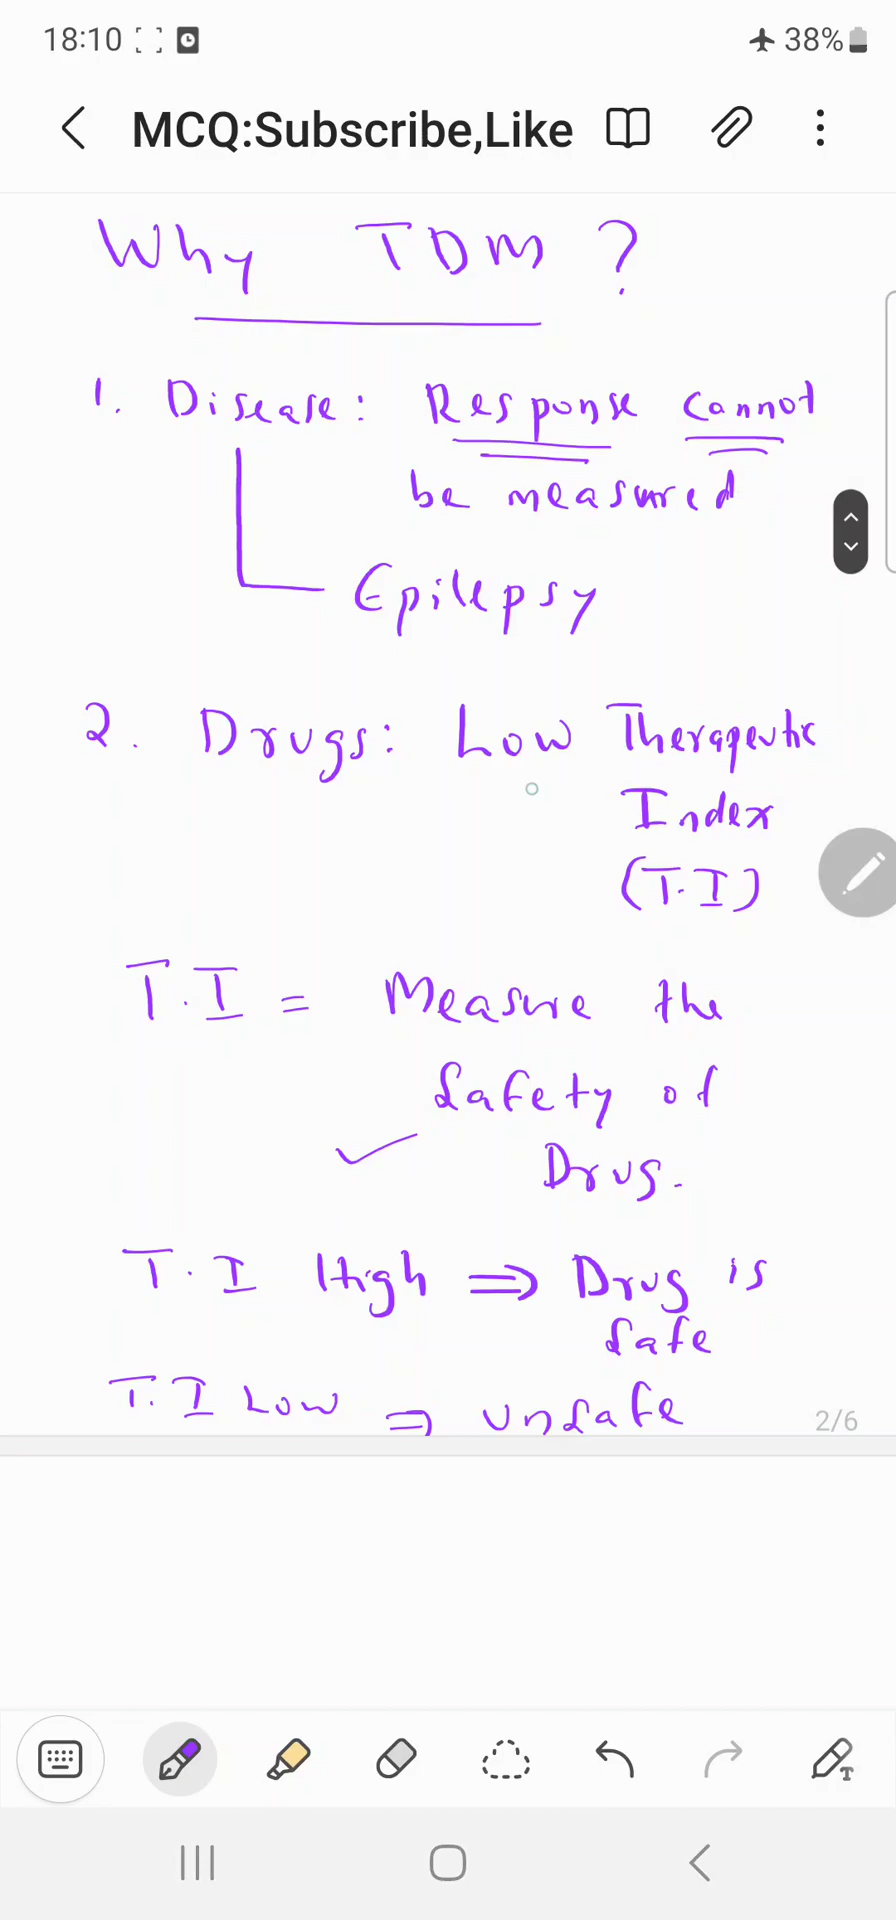 18:10
38%
MCQ:Subscribe,Like
Why TDM ?
1. Disease: Response cannot
be measured
Epilepsy
2. Drugs: Low Therapeutic
Index
(T.I)
T.I = Measure the
Safety of
Drug.
T.I High ⇒ Drug is
Safe
T.I Low ⇒ unsafe
2/6